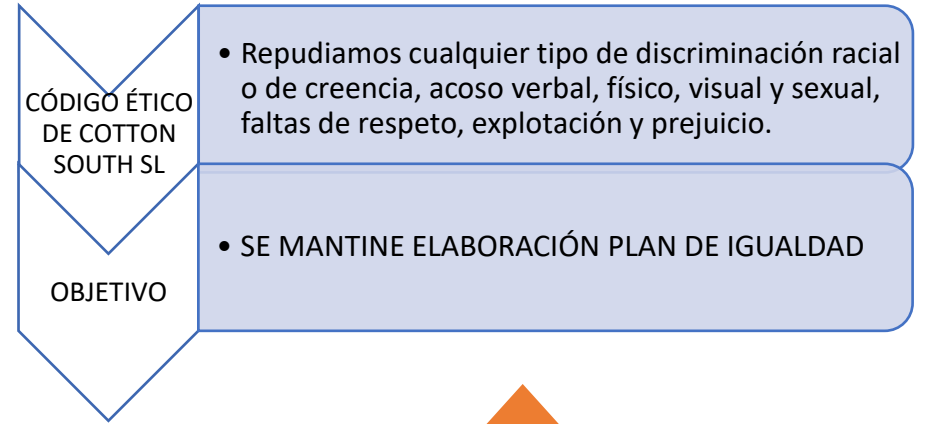 CÓDIGO ÉTICO
DE COTTON
SOUTH SL
• Repudiamos cualquier tipo de discriminación racial
o de creencia, acoso verbal, físico, visual y sexual,
faltas de respeto, explotación y prejuicio.
OBJETIVO
• SE MANTINE ELABORACIÓN PLAN DE IGUALDAD